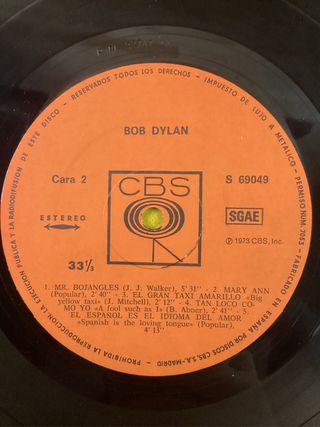 RESERVADOS TODOS LOS DERECHOS - IMPUESTO DE LUJO A METALICO - PERMISO NUM. 7053 - FABRICADO EN ESPAÑA POR DISCOS CBS, S.A. - MADRID - PROHIBIDA LA REPRODUCCION LA EJECUCION PUBLICA Y LA RADIODIFUSION DE ESTE DISCO -
BOB DYLAN
Cara 2
CBS
S 69049
ESTEREO
SGAE
33⅓
Ⓟ 1973 CBS, Inc.
1. MR. BOJANGLES (J. J. Walker), 5' 31" - 2. MARY ANN
(Popular), 2' 40" - 3. EL GRAN TAXI AMARILLO «Big
yellow taxi» (J. Mitchell), 2' 12" - 4. TAN LOCO CO-
MO YO «A fool such as I» (B. Abner), 2' 41" - 5.
EL ESPAÑOL ES EL IDIOMA DEL AMOR
«Spanish is the loving tongue» (Popular),
4' 13"